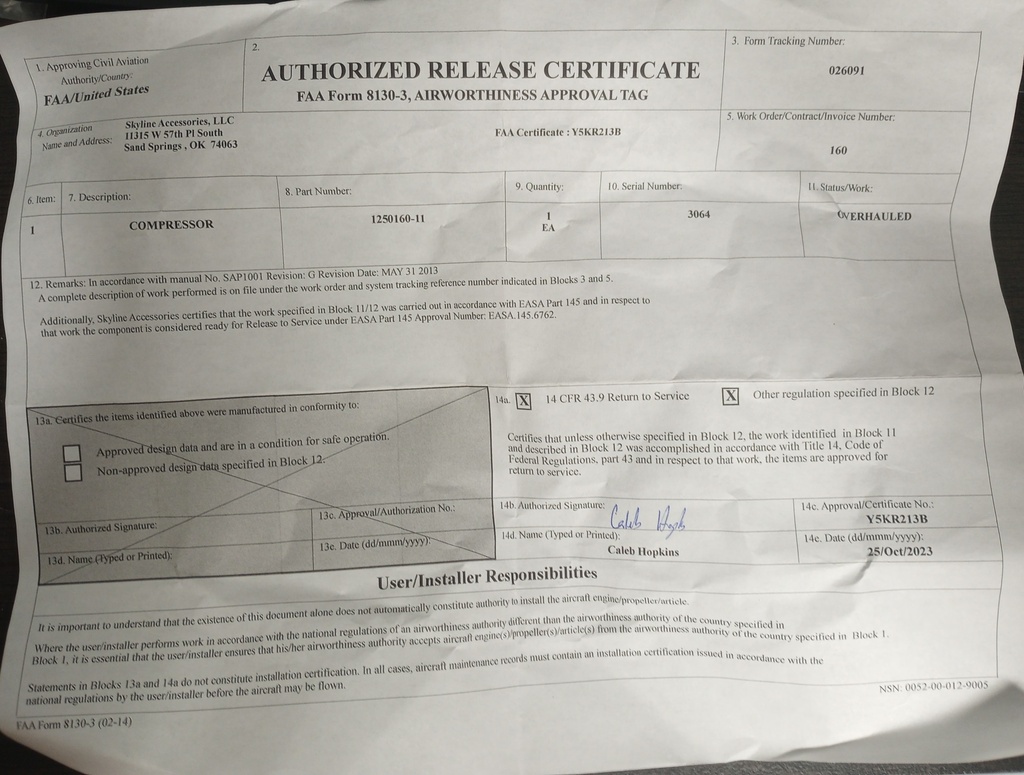 1. Approving Civil Aviation
Authority/Country:
FAA/United States
2.
AUTHORIZED RELEASE CERTIFICATE
FAA Form 8130-3, AIRWORTHINESS APPROVAL TAG
3. Form Tracking Number:
026091
4. Organization
Name and Address:
Skyline Accessories, LLC
11315 W 57th Pl South
Sand Springs , OK 74063
FAA Certificate : Y5KR213B
5. Work Order/Contract/Invoice Number:
160
6. Item:
7. Description:
8. Part Number:
9. Quantity:
10. Serial Number:
11. Status/Work:
1
COMPRESSOR
1250160-11
1
EA
3064
OVERHAULED
12. Remarks: In accordance with manual No. SAP1001 Revision: G Revision Date: MAY 31 2013
A complete description of work performed is on file under the work order and system tracking reference number indicated in Blocks 3 and 5.
Additionally, Skyline Accessories certifies that the work specified in Block 11/12 was carried out in accordance with EASA Part 145 and in respect to
that work the component is considered ready for Release to Service under EASA Part 145 Approval Number: EASA.145.6762.
13a. Certifies the items identified above were manufactured in conformity to:
Approved design data and are in a condition for safe operation.
Non-approved design data specified in Block 12.
13b. Authorized Signature:
13c. Approval/Authorization No.:
13d. Name (Typed or Printed):
13e. Date (dd/mmm/yyyy):
14a. X 14 CFR 43.9 Return to Service
X Other regulation specified in Block 12
Certifies that unless otherwise specified in Block 12, the work identified in Block 11
and described in Block 12 was accomplished in accordance with Title 14, Code of
Federal Regulations, part 43 and in respect to that work, the items are approved for
return to service.
14b. Authorized Signature:
Caleb Hopkins
14c. Approval/Certificate No.:
Y5KR213B
14d. Name (Typed or Printed):
Caleb Hopkins
14e. Date (dd/mmm/yyyy):
25/Oct/2023
User/Installer Responsibilities
It is important to understand that the existence of this document alone does not automatically constitute authority to install the aircraft engine/propeller/article.
Where the user/installer performs work in accordance with the national regulations of an airworthiness authority different than the airworthiness authority of the country specified in
Block 1, it is essential that the user/installer ensures that his/her airworthiness authority accepts aircraft engine(s)/propeller(s)/article(s) from the airworthiness authority of the country specified in Block 1.
Statements in Blocks 13a and 14a do not constitute installation certification. In all cases, aircraft maintenance records must contain an installation certification issued in accordance with the
national regulations by the user/installer before the aircraft may be flown.
FAA Form 8130-3 (02-14)
NSN: 0052-00-012-9005